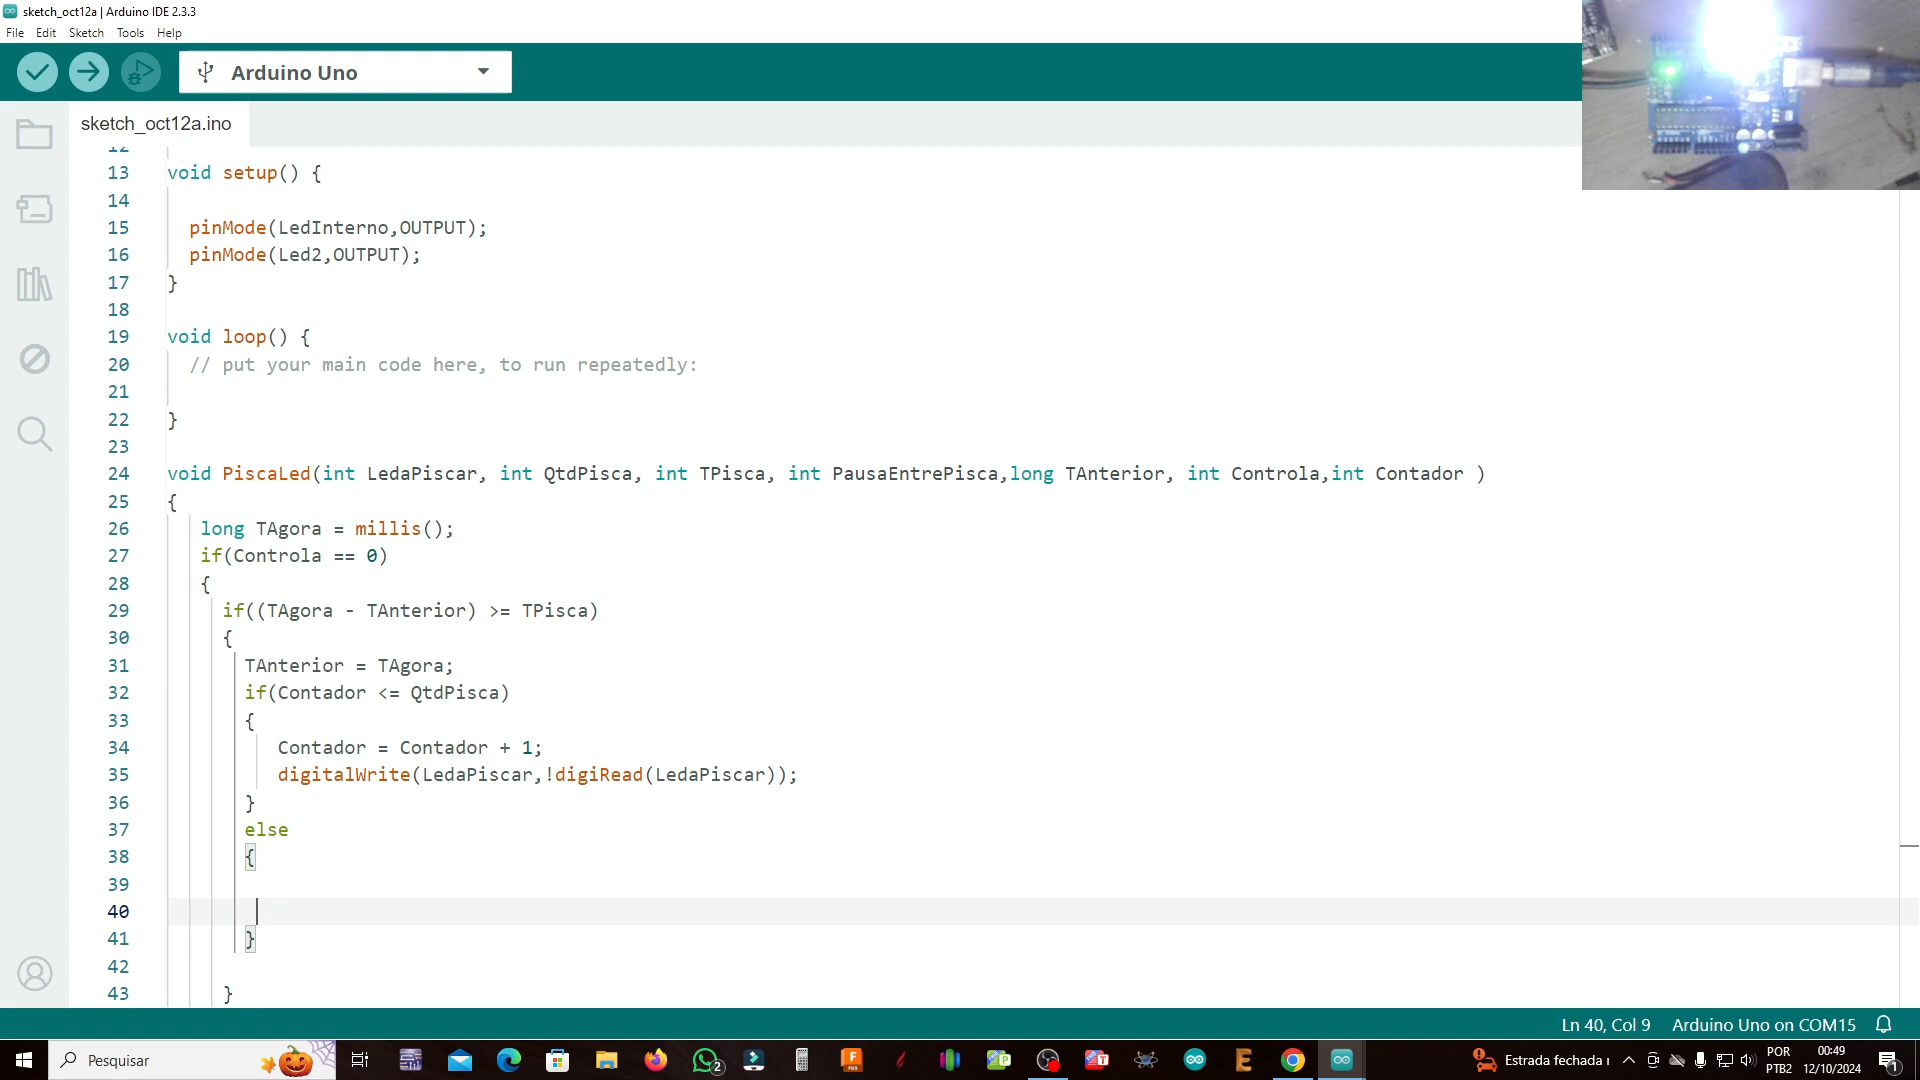 sketch_oct12a | Arduino IDE 2.3.3
File Edit Sketch Tools Help
Arduino Uno
sketch_oct12a.ino
12
13 void setup() {
14
15 pinMode(LedInterno,OUTPUT);
16 pinMode(Led2,OUTPUT);
17 }
18
19 void loop() {
20 // put your main code here, to run repeatedly:
21
22 }
23
24 void PiscaLed(int LedaPiscar, int QtdPisca, int TPisca, int PausaEntrePisca,long TAnterior, int Controla,int Contador )
25 {
26 long TAgora = millis();
27 if(Controla == 0)
28 {
29 if((TAgora - TAnterior) >= TPisca)
30 {
31 TAnterior = TAgora;
32 if(Contador <= QtdPisca)
33 {
34 Contador = Contador + 1;
35 digitalWrite(LedaPiscar,!digiRead(LedaPiscar));
36 }
37 else
38 {
39
40
41 }
42
43 }
Ln 40, Col 9 Arduino Uno on COM15
Pesquisar
2
Estrada fechada
POR
PTB2
00:49
12/10/2024
1